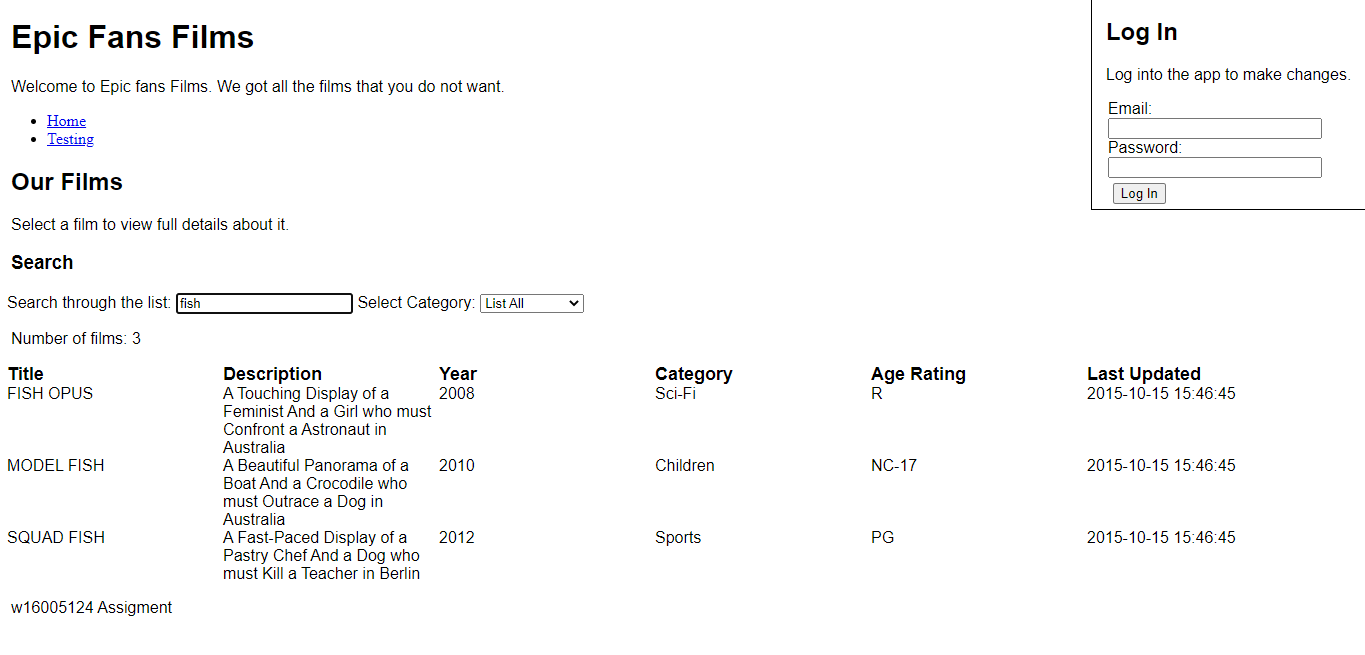 Epic Fans Films
Welcome to Epic fans Films. We got all the films that you do not want.
Home
Testing
Log In
Log into the app to make changes.
Email:
Password:
Log In
Our Films
Select a film to view full details about it.
Search
Search through the list: fish Select Category: List All
Number of films: 3
Title Description Year Category Age Rating Last Updated
FISH OPUS A Touching Display of a 2008 Sci-Fi R 2015-10-15 15:46:45
Feminist And a Girl who must
Confront a Astronaut in
Australia
MODEL FISH A Beautiful Panorama of a 2010 Children NC-17 2015-10-15 15:46:45
Boat And a Crocodile who
must Outrace a Dog in
Australia
SQUAD FISH A Fast-Paced Display of a 2012 Sports PG 2015-10-15 15:46:45
Pastry Chef And a Dog who
must Kill a Teacher in Berlin
w16005124 Assigment